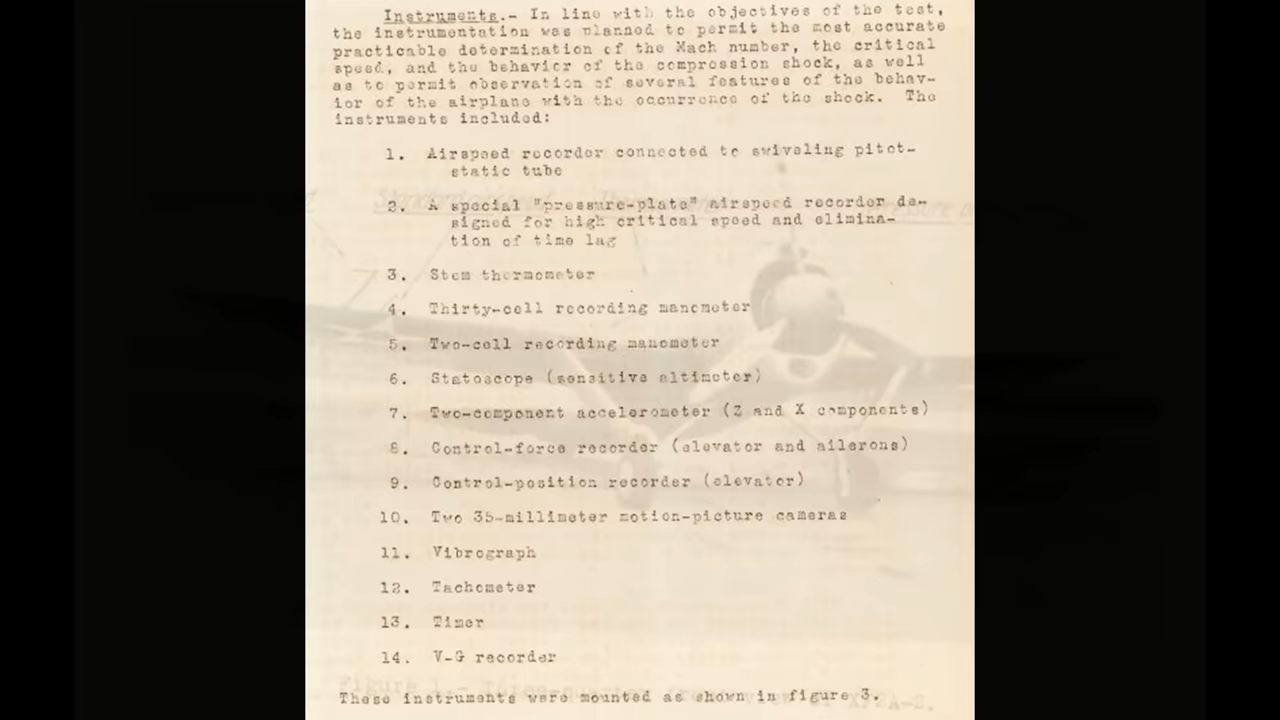 Instruments.- In line with the objectives of the test,
the instrumentation was planned to permit the most accurate
practicable determination of the Mach number, the critical
speed, and the behavior of the compression shock, as well
as to permit observation of several features of the behav-
ior of the airplane with the occurrence of the shock. The
instruments included:
1. Airspeed recorder connected to swiveling pitot-
static tube
2. A special "pressure-plate" airspeed recorder de-
signed for high critical speed and elimina-
tion of time lag
3. Stem thermometer
4. Thirty-cell recording manometer
5. Two-cell recording manometer
6. Statoscope (sensitive altimeter)
7. Two-component accelerometer (Z and X components)
8. Control-force recorder (elevator and ailerons)
9. Control-position recorder (elevator)
10. Two 35-millimeter motion-picture cameras
11. Vibrograph
12. Tachometer
13. Timer
14. V-G recorder
Figure 1.- XF2A-2.
These instruments were mounted as shown in figure 3.